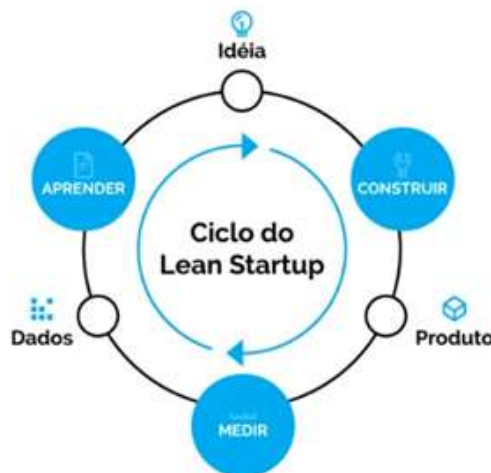 Idéia
APRENDER
CONSTRUIR
Ciclo do
Lean Startup
Dados
Produto
MEDIR